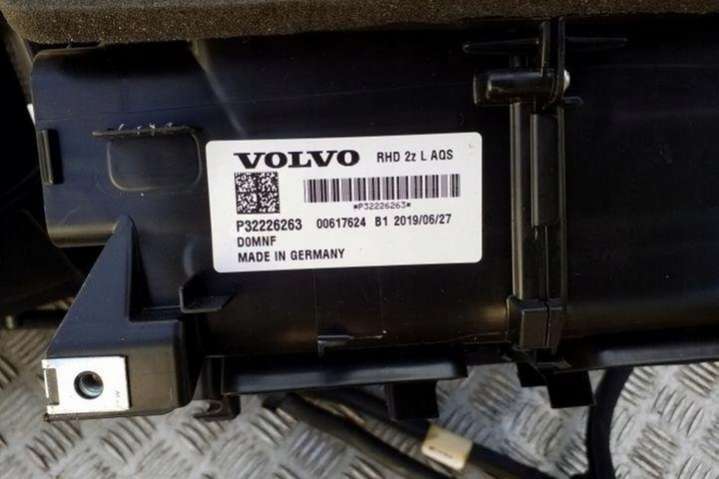 VOLVO RHD 2z L AQS
*P32226263*
P32226263 00617624 B1 2019/06/27
D0MNF
MADE IN GERMANY